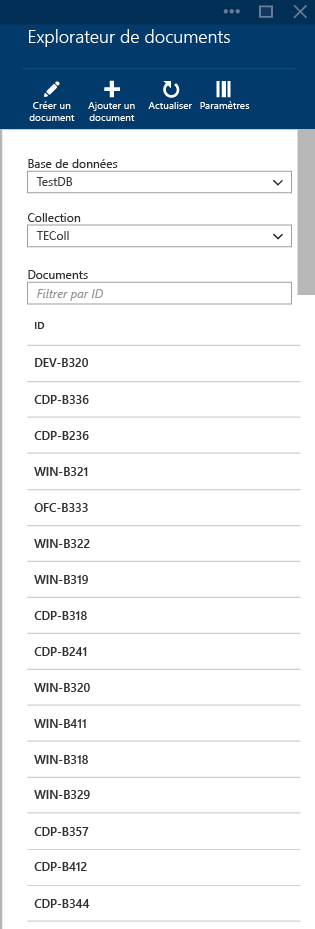 Explorateur de documents
Créer un document
Ajouter un document
Actualiser
Paramètres
Base de données
TestDB
Collection
TEColl
Documents
Filtrer par ID
ID
DEV-B320
CDP-B336
CDP-B236
WIN-B321
OFC-B333
WIN-B322
WIN-B319
CDP-B318
CDP-B241
WIN-B320
WIN-B411
WIN-B318
WIN-B329
CDP-B357
CDP-B412
CDP-B344